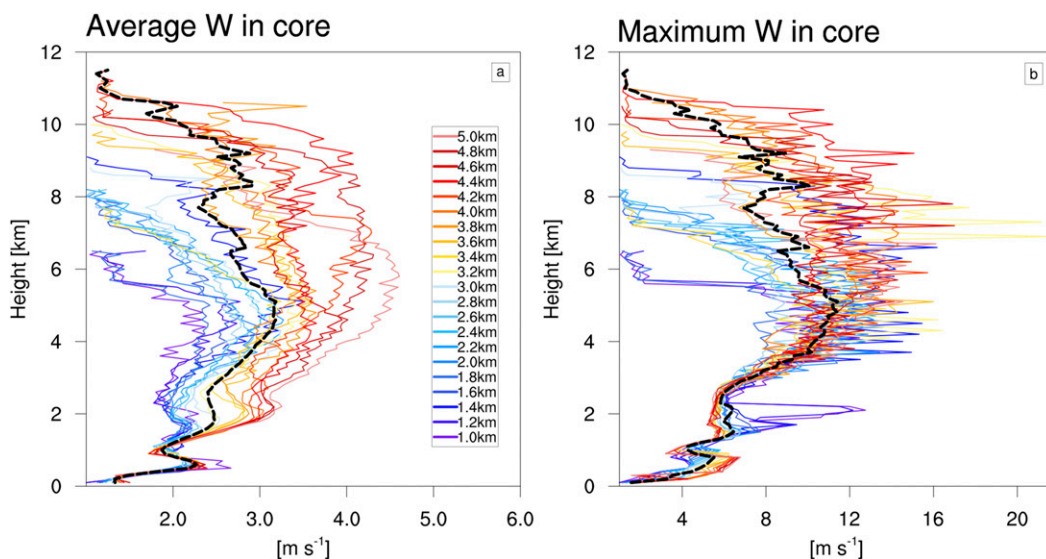 Average W in core
Maximum W in core
12
10
8
6
4
2
0
Height [km]
a
5.0km
4.8km
4.6km
4.4km
4.2km
4.0km
3.8km
3.6km
3.4km
3.2km
3.0km
2.8km
2.6km
2.4km
2.2km
2.0km
1.8km
1.6km
1.4km
1.2km
1.0km
2.0 3.0 4.0 5.0 6.0
[m s⁻¹]
12
10
8
6
4
2
0
Height [km]
b
4 8 12 16 20
[m s⁻¹]